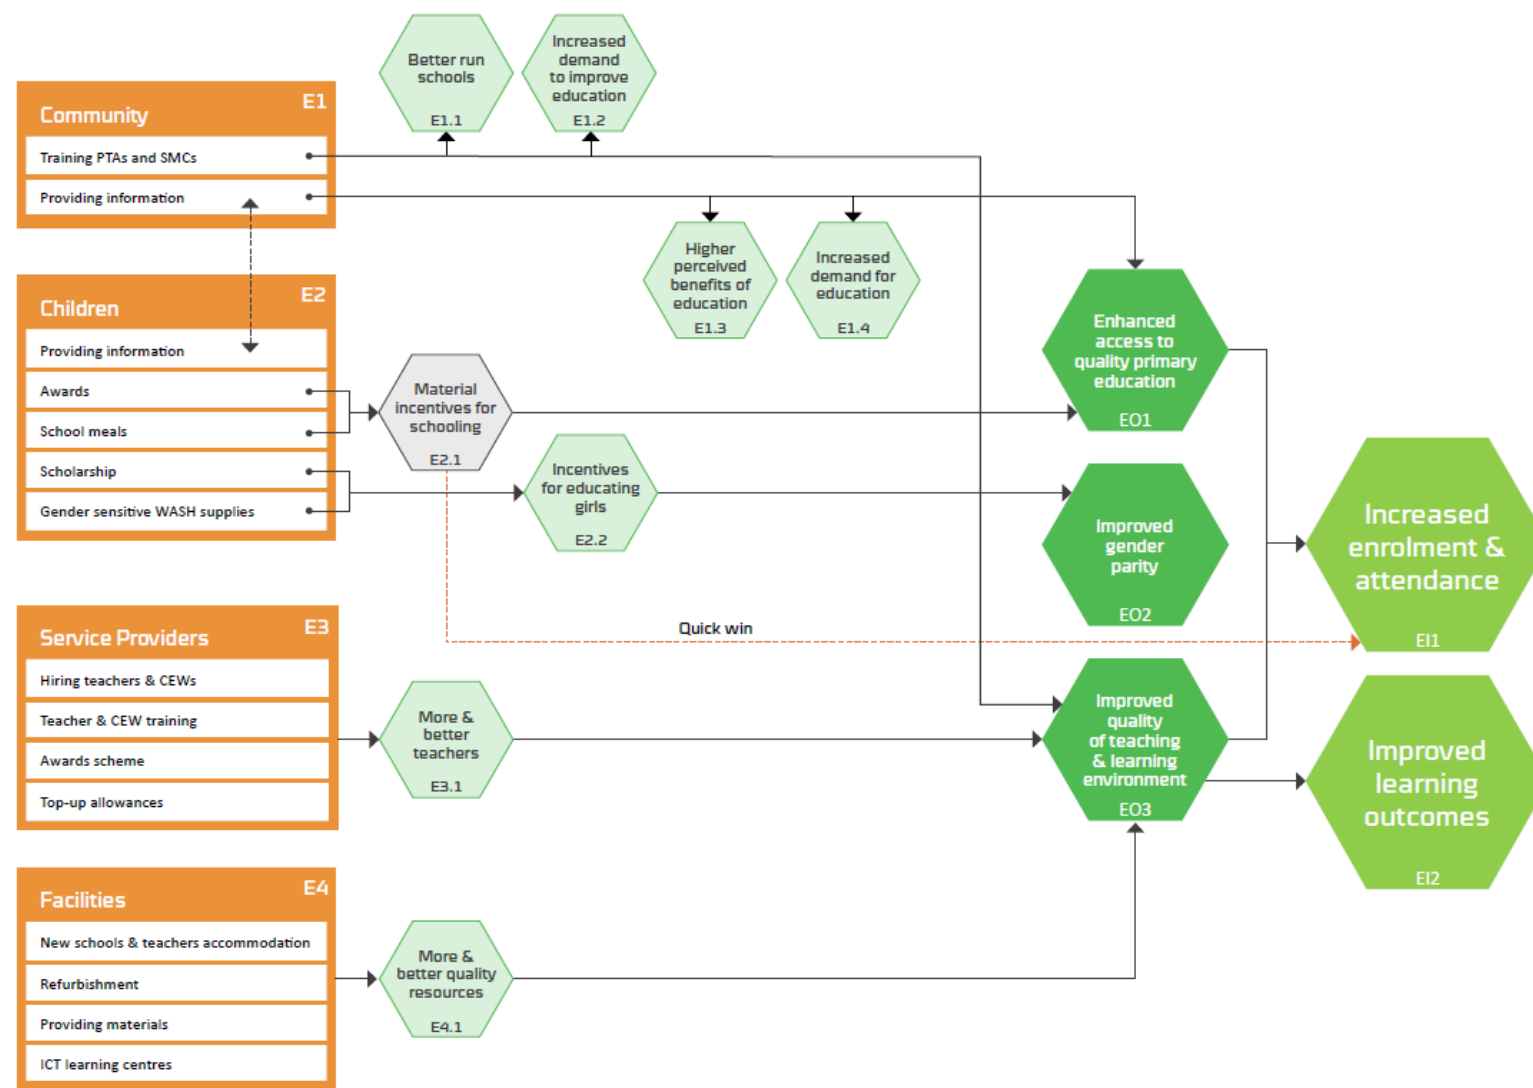 E1
Community
Training PTAs and SMCs
Providing information
Better run
schools
E1.1
Increased
demand
to improve
education
E1.2
Higher
perceived
benefits of
education
E1.3
Increased
demand for
education
E1.4
E2
Children
Providing information
Awards
School meals
Scholarship
Gender sensitive WASH supplies
Material
incentives for
schooling
E2.1
Incentives
for educating
girls
E2.2
Enhanced
access to
quality primary
education
EO1
Improved
gender
parity
EO2
Increased
enrolment &
attendance
EI1
Quick win
E3
Service Providers
Hiring teachers & CEWs
Teacher & CEW training
Awards scheme
Top-up allowances
More &
better
teachers
E3.1
Improved
quality
of teaching
& learning
environment
EO3
Improved
learning
outcomes
EI2
E4
Facilities
New schools & teachers accommodation
Refurbishment
Providing materials
ICT learning centres
More &
better quality
resources
E4.1